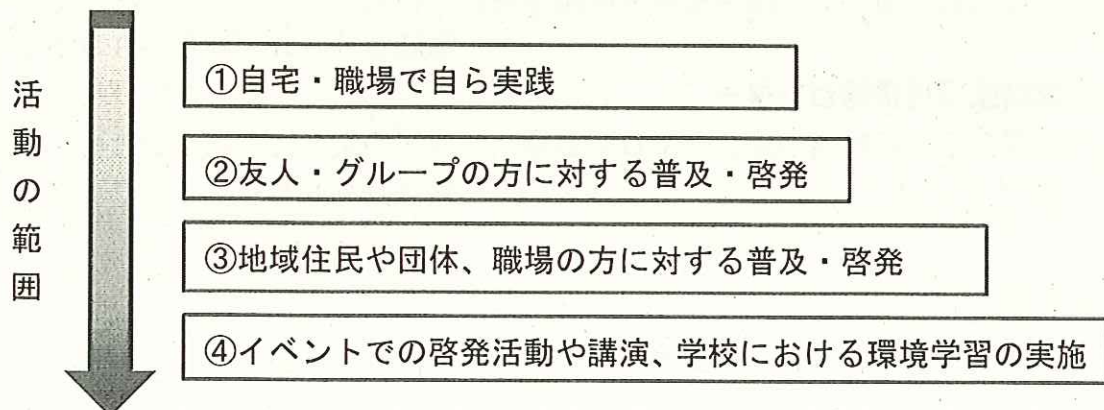 活動の範囲
①自宅・職場で自ら実践
②友人・グループの方に対する普及・啓発
③地域住民や団体、職場の方に対する普及・啓発
④イベントでの啓発活動や講演、学校における環境学習の実施